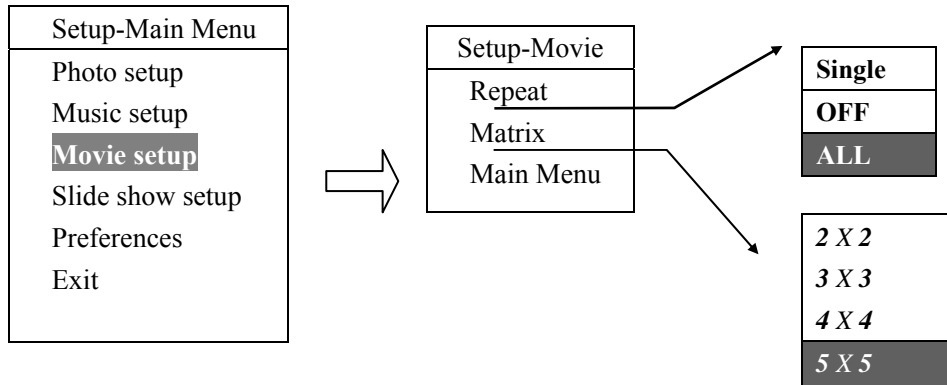 Setup-Main Menu
Photo setup
Music setup
Movie setup
Slide show setup
Preferences
Exit
Setup-Movie
Repeat
Matrix
Main Menu
Single
OFF
ALL
2 X 2
3 X 3
4 X 4
5 X 5